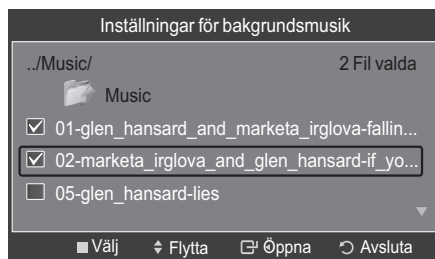 Inställningar för bakgrundsmusik
../Music/ 2 Fil valda
Music
01-glen_hansard_and_marketa_irglova-fallin...
02-marketa_irglova_and_glen_hansard-if_yo...
05-glen_hansard-lies
Välj Flytta Öppna Avsluta